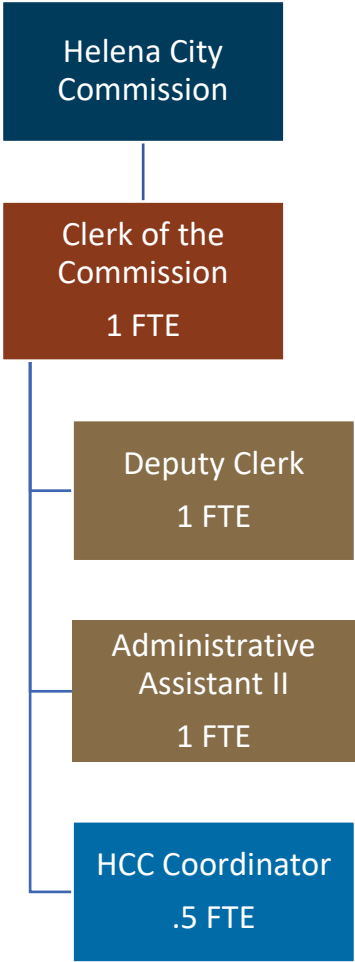 Helena City
Commission
Clerk of the
Commission
1 FTE
Deputy Clerk
1 FTE
Administrative
Assistant II
1 FTE
HCC Coordinator
.5 FTE